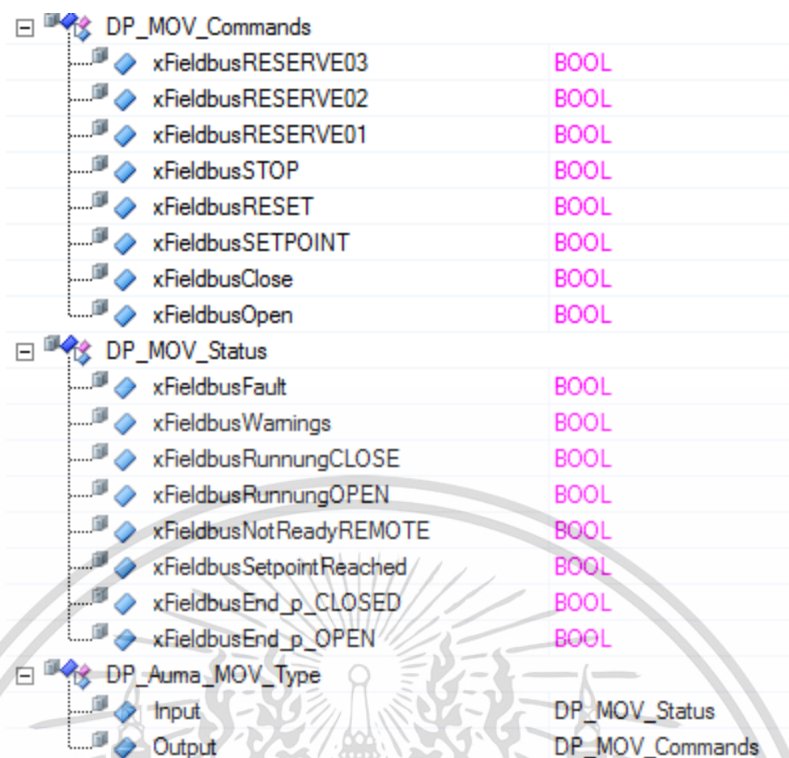 DP_MOV_Commands
xFieldbusRESERVE03 BOOL
xFieldbusRESERVE02 BOOL
xFieldbusRESERVE01 BOOL
xFieldbusSTOP BOOL
xFieldbusRESET BOOL
xFieldbusSETPOINT BOOL
xFieldbusClose BOOL
xFieldbusOpen BOOL
DP_MOV_Status
xFieldbusFault BOOL
xFieldbusWarnings BOOL
xFieldbusRunnungCLOSE BOOL
xFieldbusRunnungOPEN BOOL
xFieldbusNotReadyREMOTE BOOL
xFieldbusSetpointReached BOOL
xFieldbusEnd_p_CLOSED BOOL
xFieldbusEnd_p_OPEN BOOL
DP_Auma_MOV_Type
Input DP_MOV_Status
Output DP_MOV_Commands